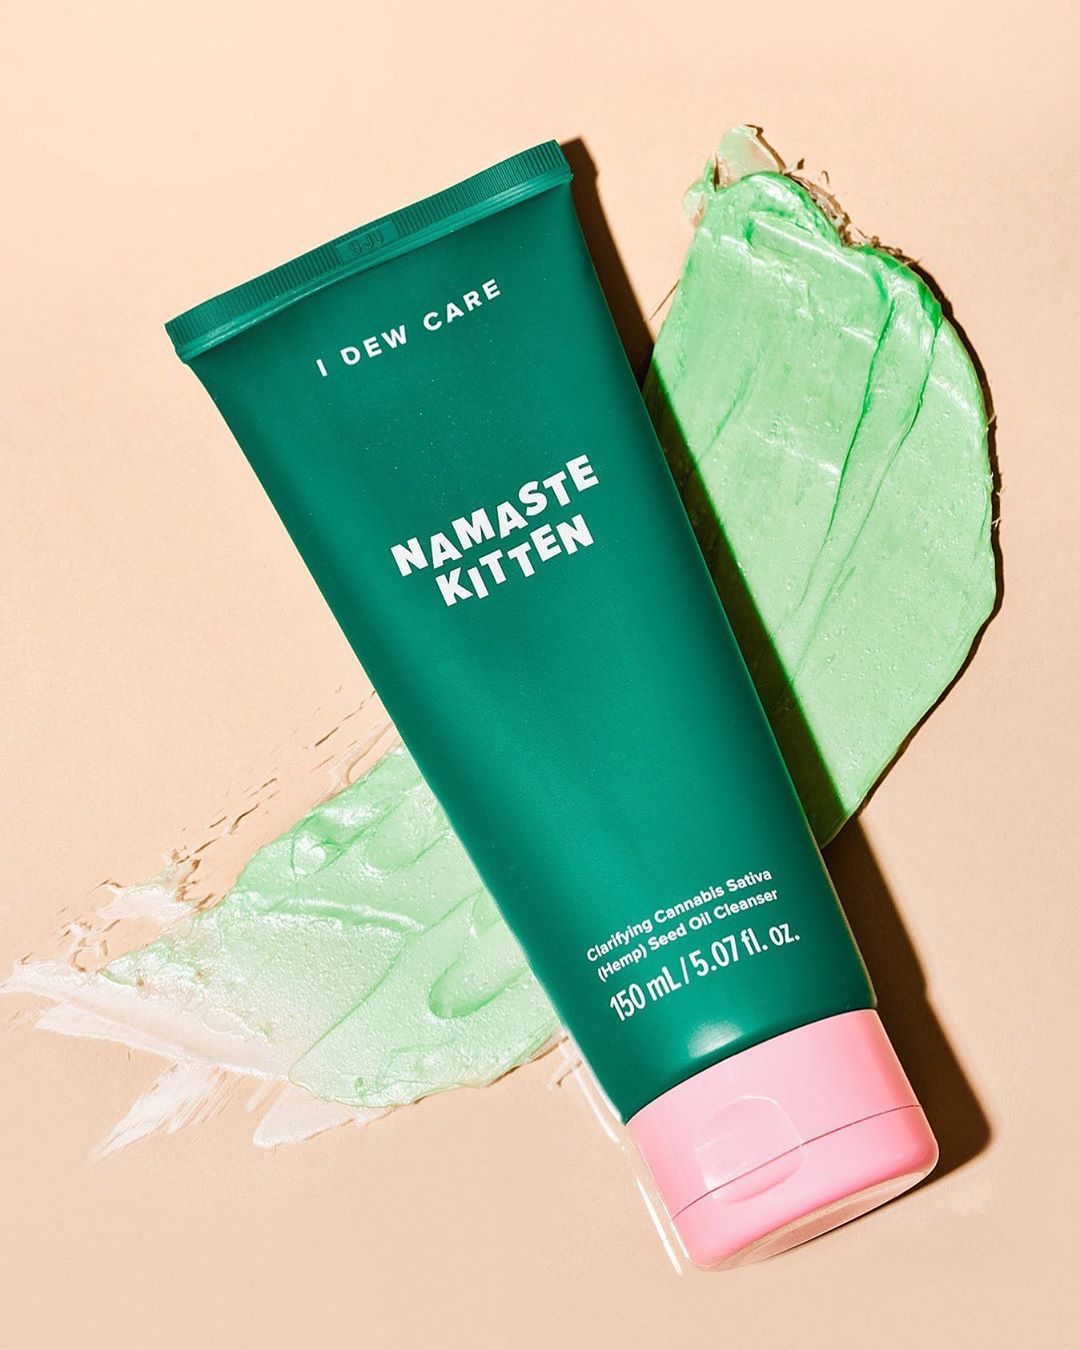 I DEW CARE
NAMASTE
KITTEN
Clarifying Cannabis Sativa
(Hemp) Seed Oil Cleanser
150 mL / 5.07 fl. oz.